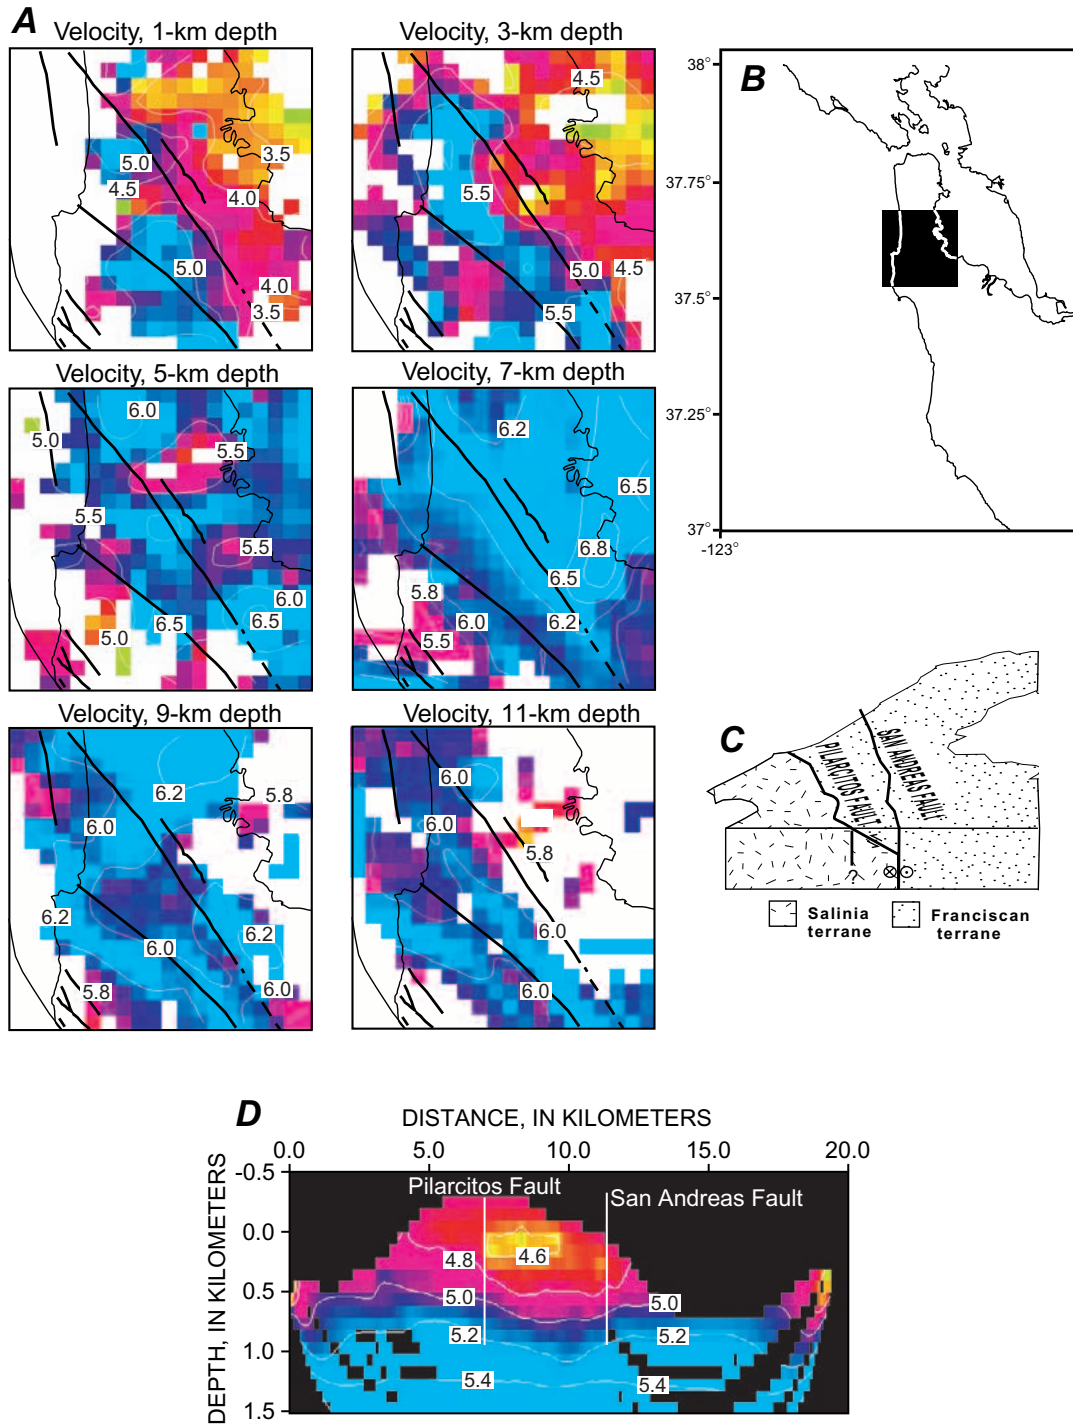 A
Velocity, 1-km depth
5.0
4.5
3.5
4.0
5.0
4.0
3.5
Velocity, 3-km depth
4.5
5.5
5.0
4.5
5.5
B
38°
37.75°
37.5°
37.25°
37°
-123°
Velocity, 5-km depth
6.0
5.0
5.5
5.5
5.5
6.0
6.5
6.5
5.0
Velocity, 7-km depth
6.2
6.5
6.8
6.5
5.8
6.0
6.2
5.5
Velocity, 9-km depth
6.2
5.8
6.0
6.2
6.2
6.0
6.0
5.8
Velocity, 11-km depth
6.0
6.0
5.8
6.0
6.0
C
PILARCITOS FAULT
SAN ANDREAS FAULT
?
Salinia
terrane
Franciscan
terrane
D
DISTANCE, IN KILOMETERS
0.0 5.0 10.0 15.0 20.0
DEPTH, IN KILOMETERS
-0.5
0.0
0.5
1.0
1.5
Pilarcitos Fault
San Andreas Fault
4.8
4.6
5.0
5.0
5.2
5.2
5.4
5.4